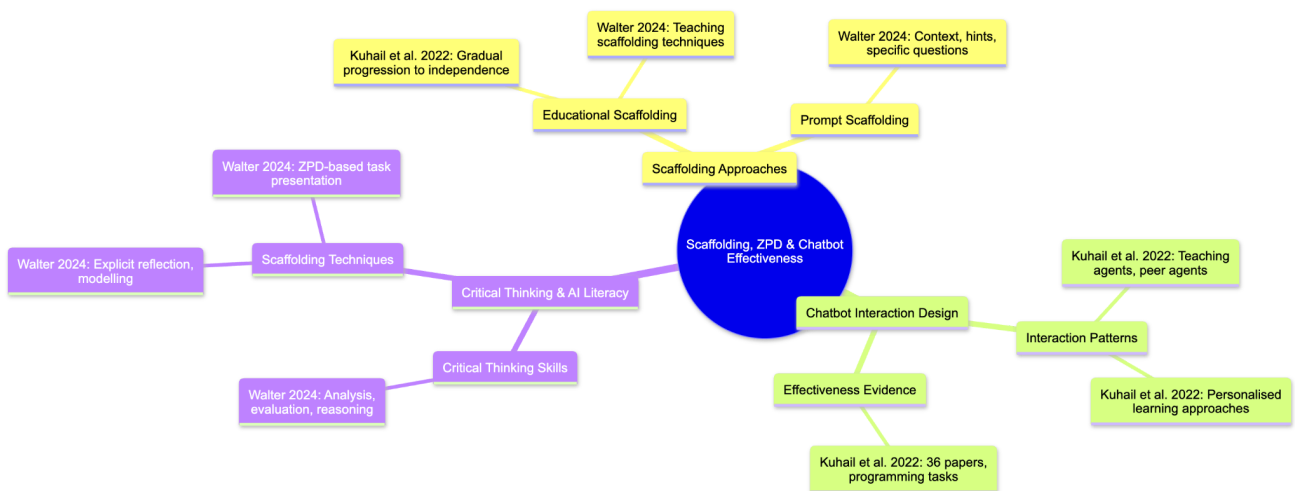 Walter 2024: Teaching
scaffolding techniques
Walter 2024: Context, hints,
specific questions
Kuhail et al. 2022: Gradual
progression to independence
Educational Scaffolding
Prompt Scaffolding
Scaffolding Approaches
Walter 2024: ZPD-based task
presentation
Walter 2024: Explicit reflection,
modelling
Scaffolding Techniques
Critical Thinking & AI Literacy
Critical Thinking Skills
Walter 2024: Analysis,
evaluation, reasoning
Scaffolding, ZPD & Chatbot
Effectiveness
Kuhail et al. 2022: Teaching
agents, peer agents
Chatbot Interaction Design
Interaction Patterns
Effectiveness Evidence
Kuhail et al. 2022: Personalised
learning approaches
Kuhail et al. 2022: 36 papers,
programming tasks